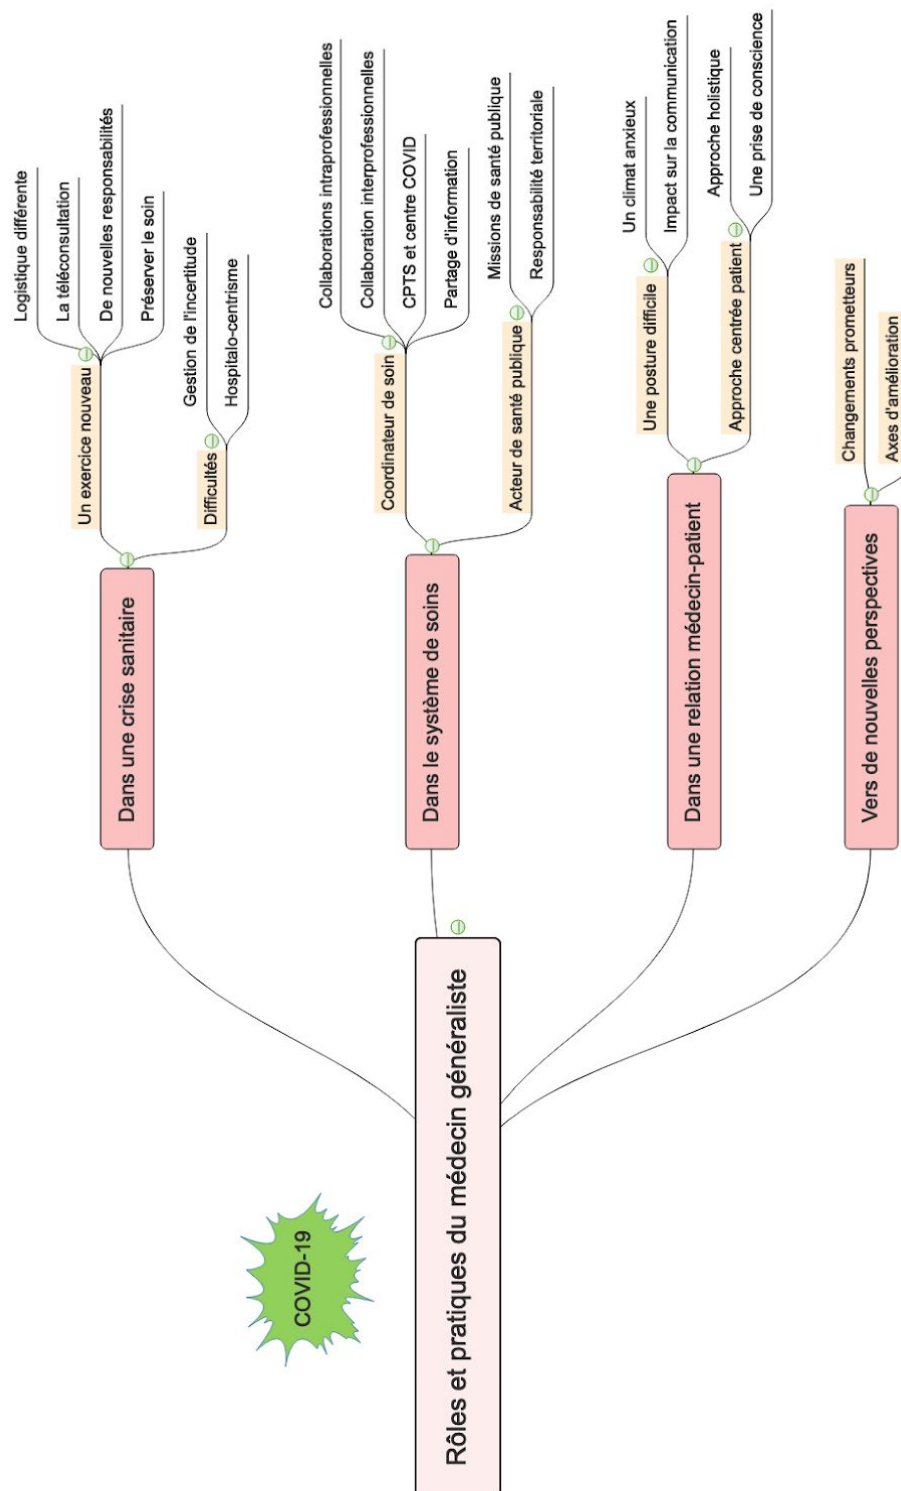 COVID-19
Rôles et pratiques du médecin généraliste
Dans une crise sanitaire
Un exercice nouveau
Logistique différente
La téléconsultation
De nouvelles responsabilités
Préserver le soin
Difficultés
Gestion de l'incertitude
Hospitalo-centrisme
Dans le système de soins
Coordinateur de soin
Collaborations intraprofessionnelles
Collaboration interprofessionnelles
CPTS et centre COVID
Partage d'information
Acteur de santé publique
Missions de santé publique
Responsabilité territoriale
Dans une relation médecin-patient
Une posture difficile
Un climat anxieux
Impact sur la communication
Approche centrée patient
Approche holistique
Une prise de conscience
Vers de nouvelles perspectives
Changements prometteurs
Axes d'amélioration